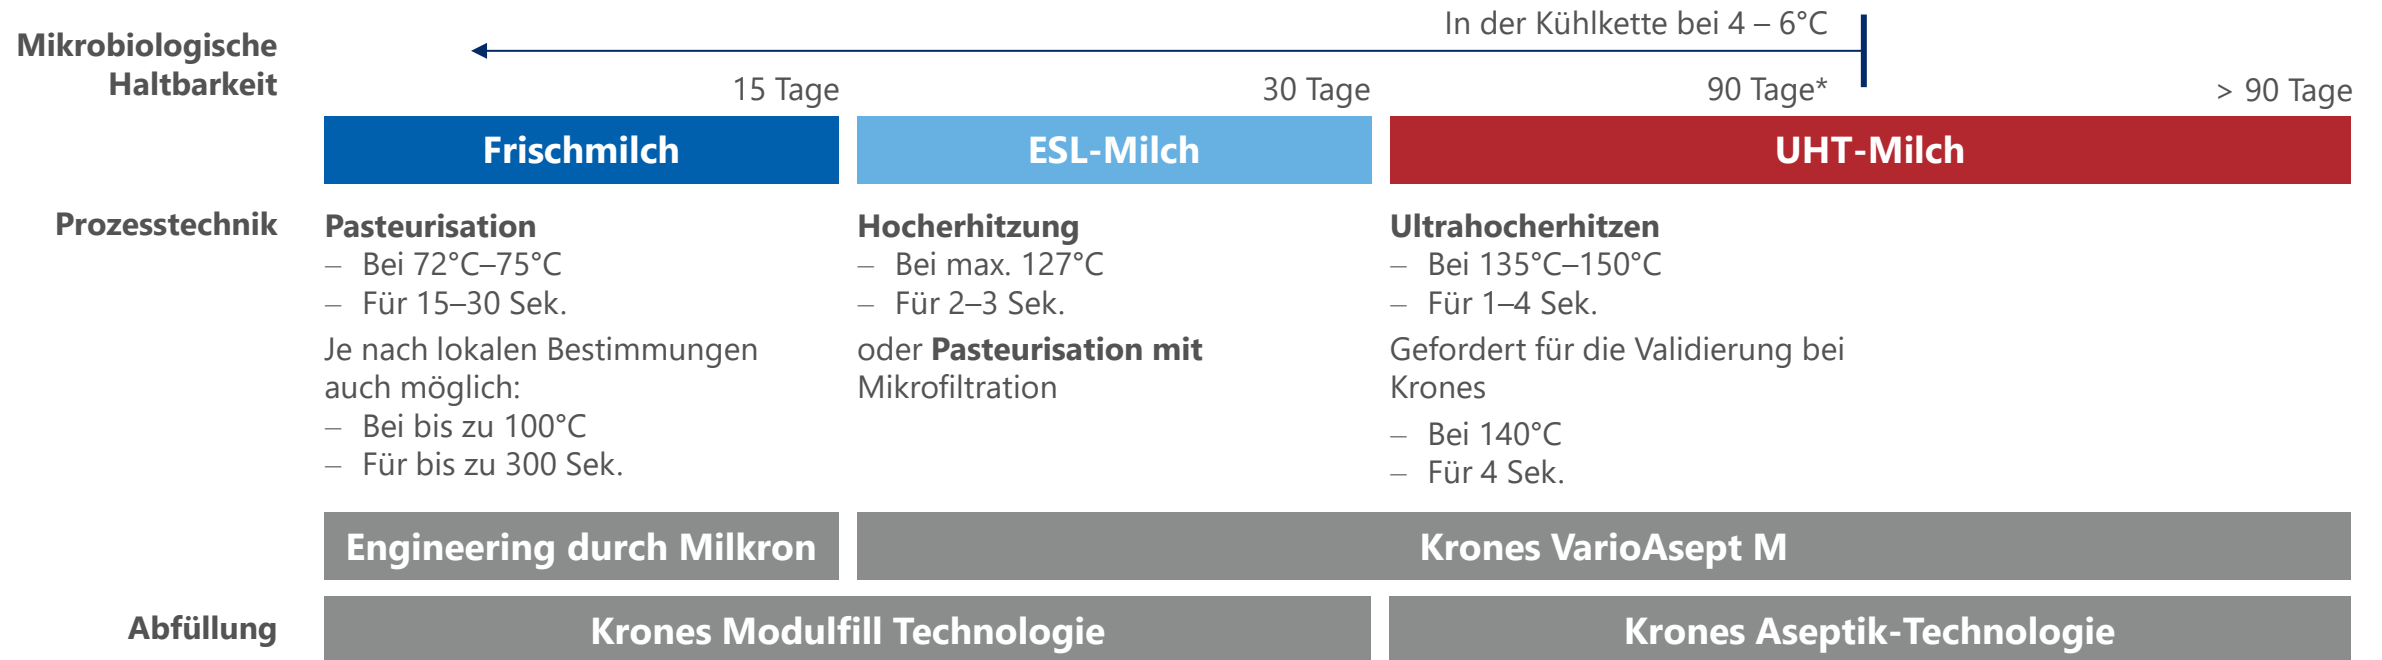 Mikrobiologische
Haltbarkeit
In der Kühlkette bei 4 – 6°C
15 Tage
30 Tage
90 Tage*
> 90 Tage
Frischmilch
ESL-Milch
UHT-Milch
Prozesstechnik
Pasteurisation
– Bei 72°C–75°C
– Für 15–30 Sek.
Je nach lokalen Bestimmungen
auch möglich:
– Bei bis zu 100°C
– Für bis zu 300 Sek.
Hocherhitzung
– Bei max. 127°C
– Für 2–3 Sek.
oder Pasteurisation mit
Mikrofiltration
Ultrahocherhitzen
– Bei 135°C–150°C
– Für 1–4 Sek.
Gefordert für die Validierung bei
Krones
– Bei 140°C
– Für 4 Sek.
Engineering durch Milkron
Krones VarioAsept M
Abfüllung
Krones Modulfill Technologie
Krones Aseptik-Technologie